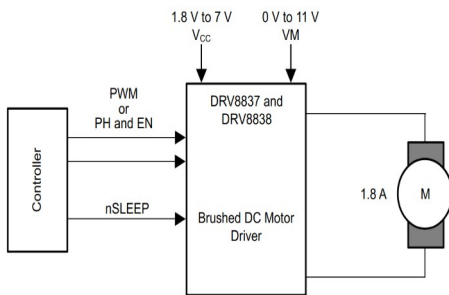 1.8 V to 7 V
VCC
0 V to 11 V
VM
PWM
or
PH and EN
DRV8837 and
DRV8838
Controller
nSLEEP
Brushed DC Motor
Driver
1.8 A
M